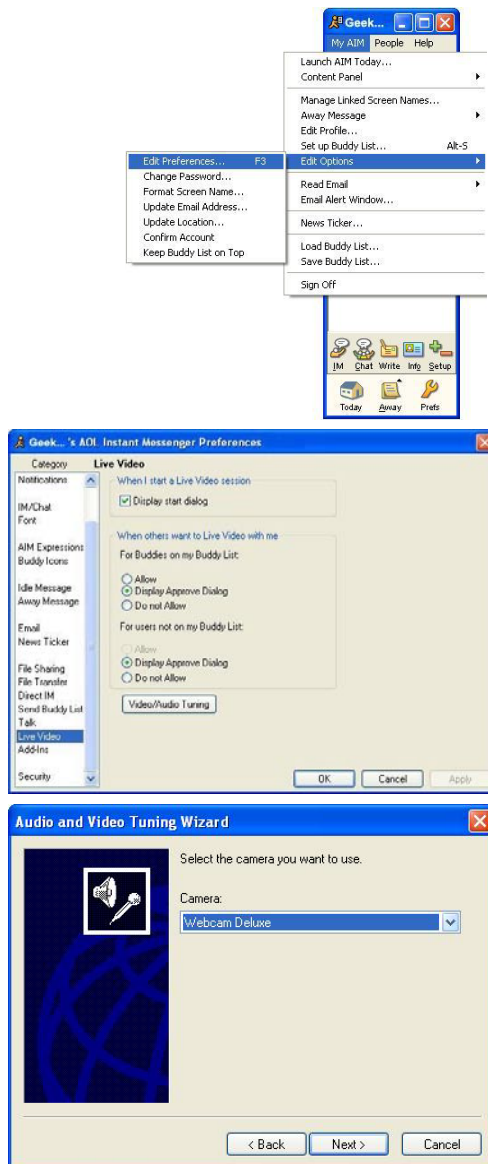 Geek...
My AIM People Help
Launch AIM Today...
Content Panel
Manage Linked Screen Names...
Away Message
Edit Profile...
Set up Buddy List... Alt-S
Edit Options
Read Email
Email Alert Window...
News Ticker...
Load Buddy List...
Save Buddy List...
Sign Off
Edit Preferences... F3
Change Password...
Format Screen Name...
Update Email Address...
Update Location...
Confirm Account
Keep Buddy List on Top
IM Chat Write Info Setup
Today Away Prefs
Geek... 's AOL Instant Messenger Preferences
Category Live Video
Notifications
IM/Chat
Font
AIM Expressions
Buddy Icons
Idle Message
Away Message
Email
News Ticker
File Sharing
File Transfer
Direct IM
Send Buddy List
Talk
Live Video
Add-Ins
Security
When I start a Live Video session
Display start dialog
When others want to Live Video with me
For Buddies on my Buddy List:
Allow
Display Approve Dialog
Do not Allow
For users not on my Buddy List:
Allow
Display Approve Dialog
Do not Allow
Video/Audio Tuning
OK Cancel Apply
Audio and Video Tuning Wizard
Select the camera you want to use.
Camera:
Webcam Deluxe
< Back Next > Cancel